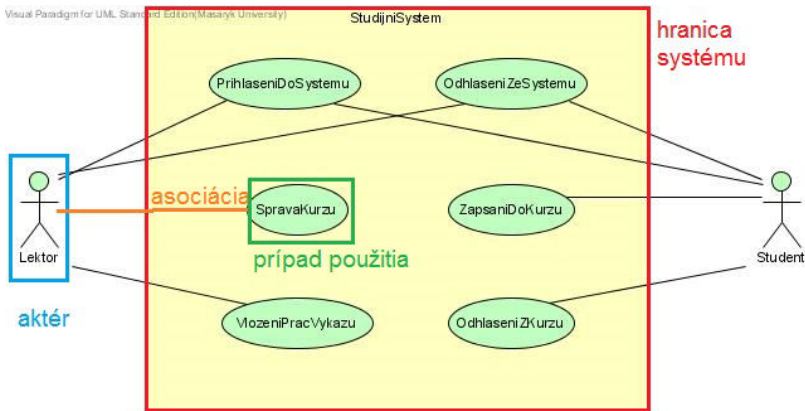 Visual Paradigm for UML Standard Edition(Masaryk University)
StudijniSystem
hranica
systému
PrihlaseniDoSystemu
OdhlaseniZeSystemu
asociácia
SpravaKurzu
ZapsaniDoKurzu
Lektor
Student
prípad použitia
aktér
VlozeniPracVykazu
OdhlaseniZKurzu